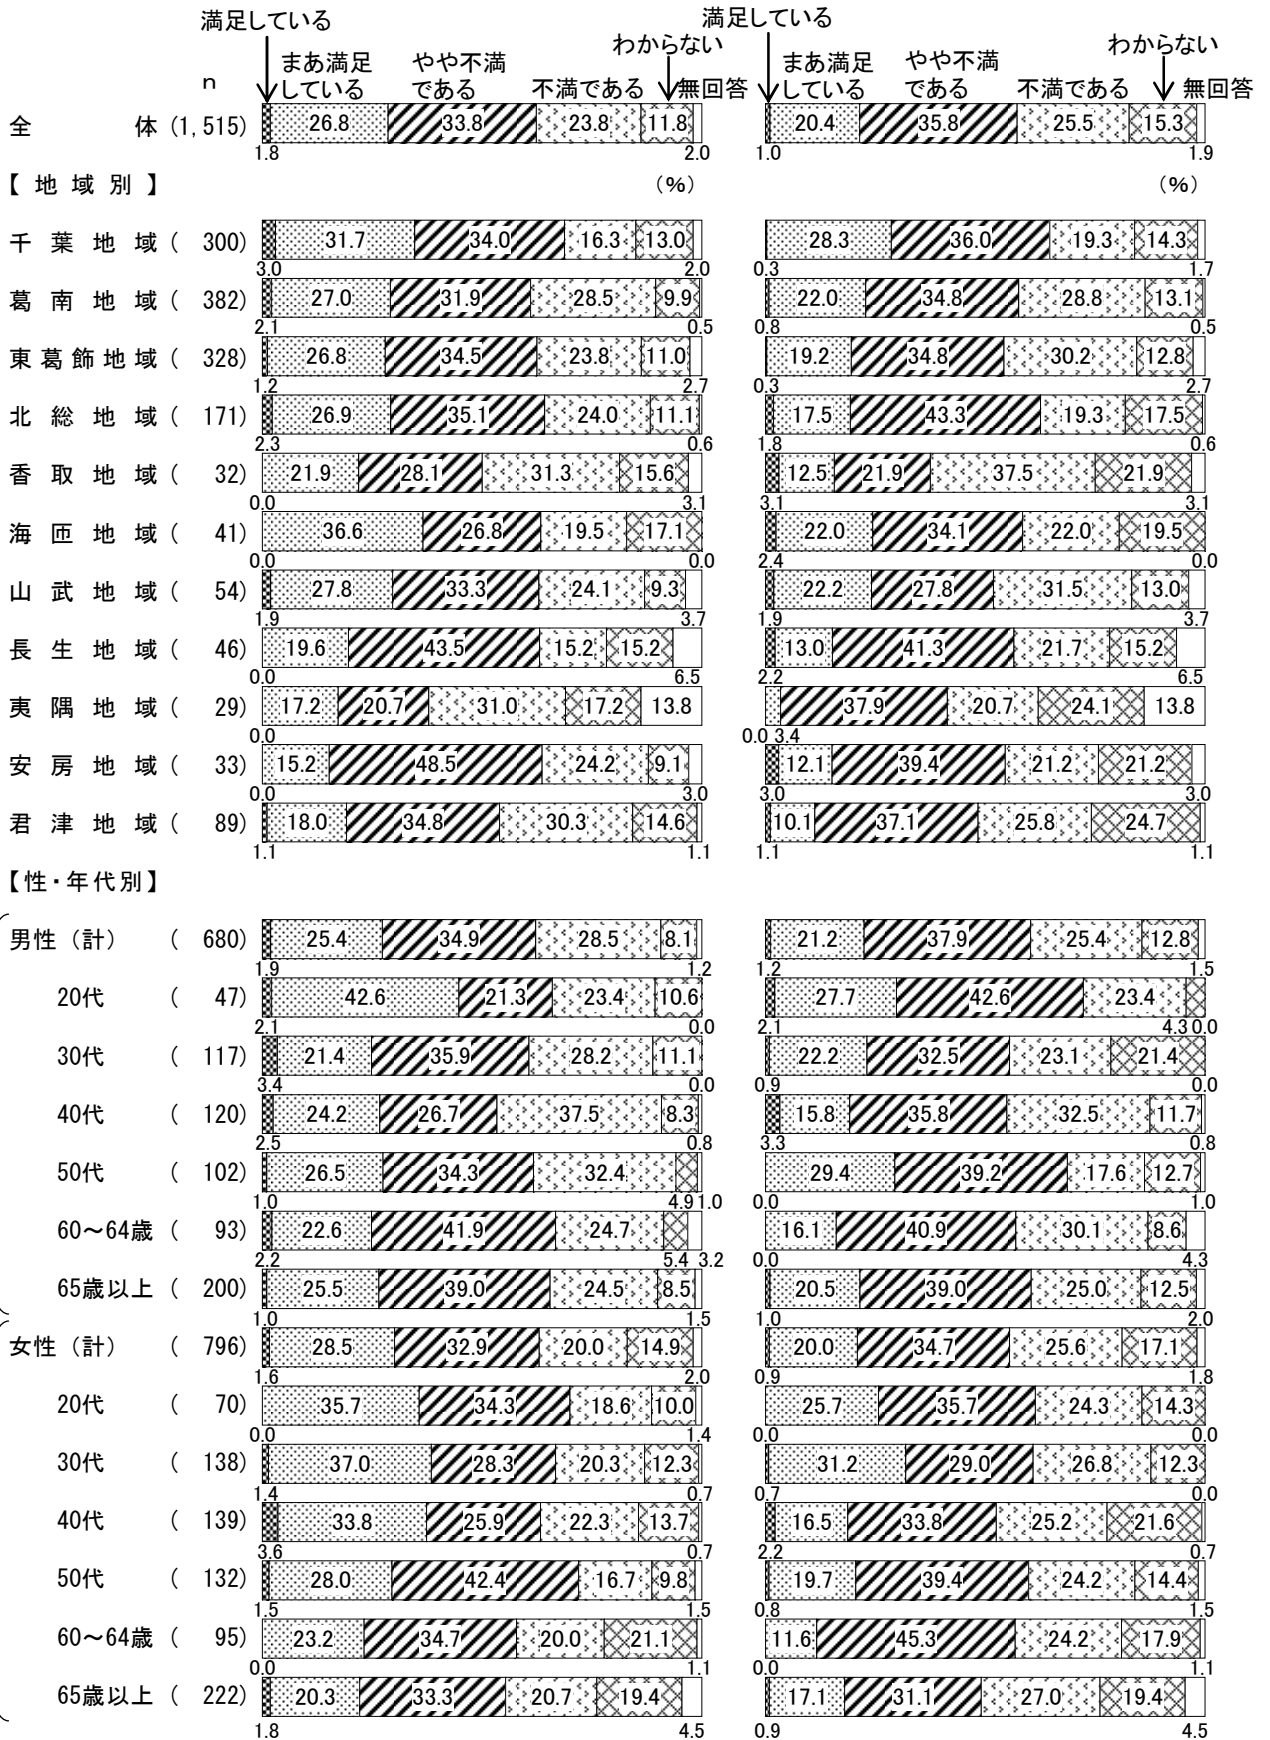 満足している 満足している
わからない わからない
まあ満足 やや不満 まあ満足 やや不満
n している である 不満である 無回答 している である 不満である 無回答
全 体 (1,515) 26.8 33.8 23.8 11.8 20.4 35.8 25.5 15.3
1.8 2.0 1.0 1.9
【 地 域 別 】 (%) (%)
千 葉 地 域 ( 300) 31.7 34.0 16.3 13.0 28.3 36.0 19.3 14.3
3.0 2.0 0.3 1.7
葛 南 地 域 ( 382) 27.0 31.9 28.5 9.9 22.0 34.8 28.8 13.1
2.1 0.5 0.8 0.5
東 葛 飾 地 域 ( 328) 26.8 34.5 23.8 11.0 19.2 34.8 30.2 12.8
1.2 2.7 0.3 2.7
北 総 地 域 ( 171) 26.9 35.1 24.0 11.1 17.5 43.3 19.3 17.5
2.3 0.6 1.8 0.6
香 取 地 域 ( 32) 21.9 28.1 31.3 15.6 12.5 21.9 37.5 21.9
0.0 3.1 3.1 3.1
海 匝 地 域 ( 41) 36.6 26.8 19.5 17.1 22.0 34.1 22.0 19.5
0.0 0.0 2.4 0.0
山 武 地 域 ( 54) 27.8 33.3 24.1 9.3 22.2 27.8 31.5 13.0
1.9 3.7 1.9 3.7
長 生 地 域 ( 46) 19.6 43.5 15.2 15.2 13.0 41.3 21.7 15.2
0.0 6.5 2.2 6.5
夷 隅 地 域 ( 29) 17.2 20.7 31.0 17.2 13.8 37.9 20.7 24.1 13.8
0.0 0.0 3.4
安 房 地 域 ( 33) 15.2 48.5 24.2 9.1 12.1 39.4 21.2 21.2
0.0 3.0 3.0 3.0
君 津 地 域 ( 89) 18.0 34.8 30.3 14.6 10.1 37.1 25.8 24.7
1.1 1.1 1.1 1.1
【性・年代別】
男性（計） ( 680) 25.4 34.9 28.5 8.1 21.2 37.9 25.4 12.8
1.9 1.2 1.2 1.5
20代 ( 47) 42.6 21.3 23.4 10.6 27.7 42.6 23.4
2.1 0.0 2.1 4.3 0.0
30代 ( 117) 21.4 35.9 28.2 11.1 22.2 32.5 23.1 21.4
3.4 0.0 0.9 0.0
40代 ( 120) 24.2 26.7 37.5 8.3 15.8 35.8 32.5 11.7
2.5 0.8 3.3 0.8
50代 ( 102) 26.5 34.3 32.4 29.4 39.2 17.6 12.7
1.0 4.9 1.0 0.0 1.0
60～64歳 ( 93) 22.6 41.9 24.7 16.1 40.9 30.1 8.6
2.2 5.4 3.2 0.0 4.3
65歳以上 ( 200) 25.5 39.0 24.5 8.5 20.5 39.0 25.0 12.5
1.0 1.5 1.0 2.0
女性（計） ( 796) 28.5 32.9 20.0 14.9 20.0 34.7 25.6 17.1
1.6 2.0 0.9 1.8
20代 ( 70) 35.7 34.3 18.6 10.0 25.7 35.7 24.3 14.3
0.0 1.4 0.0 0.0
30代 ( 138) 37.0 28.3 20.3 12.3 31.2 29.0 26.8 12.3
1.4 0.7 0.7 0.0
40代 ( 139) 33.8 25.9 22.3 13.7 16.5 33.8 25.2 21.6
3.6 0.7 2.2 0.7
50代 ( 132) 28.0 42.4 16.7 9.8 19.7 39.4 24.2 14.4
1.5 1.5 0.8 1.5
60～64歳 ( 95) 23.2 34.7 20.0 21.1 11.6 45.3 24.2 17.9
0.0 1.1 0.0 1.1
65歳以上 ( 222) 20.3 33.3 20.7 19.4 17.1 31.1 27.0 19.4
1.8 4.5 0.9 4.5